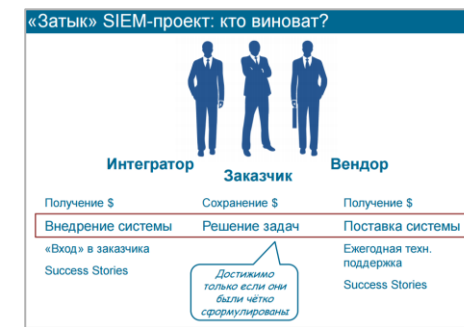 «Затык» SIEM-проект: кто виноват?
Интегратор
Заказчик
Вендор
Получение $
Сохранение $
Получение $
Внедрение системы
Решение задач
Поставка системы
«Вход» в заказчика
Ежегодная техн.
поддержка
Success Stories
Success Stories
Достижимо
только если они
были чётко
сформулированы